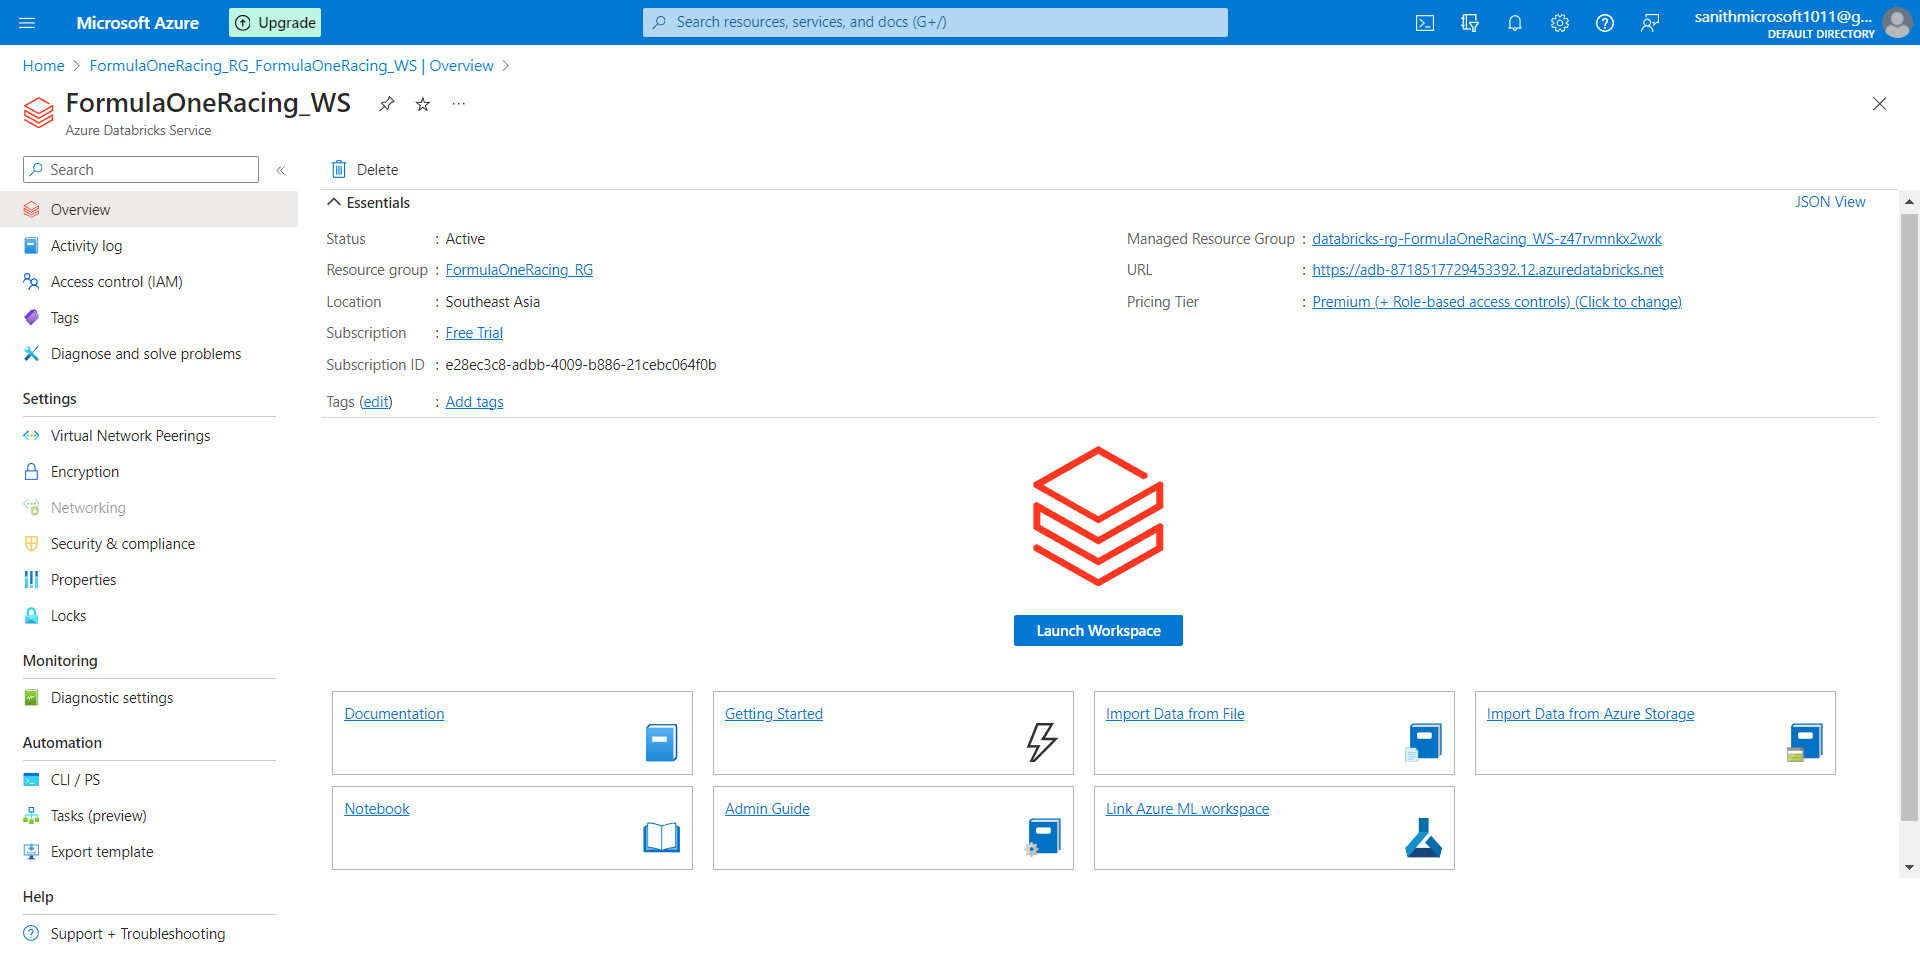 Microsoft Azure
Upgrade
Search resources, services, and docs (G+/)
sanithmicrosoft1011@g...
DEFAULT DIRECTORY
Home > FormulaOneRacing_RG_FormulaOneRacing_WS | Overview >
FormulaOneRacing_WS
Azure Databricks Service
Search
Overview
Activity log
Access control (IAM)
Tags
Diagnose and solve problems
Settings
Virtual Network Peerings
Encryption
Networking
Security & compliance
Properties
Locks
Monitoring
Diagnostic settings
Automation
CLI / PS
Tasks (preview)
Export template
Help
Support + Troubleshooting
Delete
Essentials
JSON View
Status : Active
Resource group : FormulaOneRacing_RG
Location : Southeast Asia
Subscription : Free Trial
Subscription ID : e28ec3c8-adbb-4009-b886-21cebc064f0b
Tags (edit) : Add tags
Managed Resource Group : databricks-rg-FormulaOneRacing_WS-z47rvmnkx2wxk
URL : https://adb-8718517729453392.12.azuredatabricks.net
Pricing Tier : Premium (+ Role-based access controls) (Click to change)
Launch Workspace
Documentation
Getting Started
Import Data from File
Import Data from Azure Storage
Notebook
Admin Guide
Link Azure ML workspace